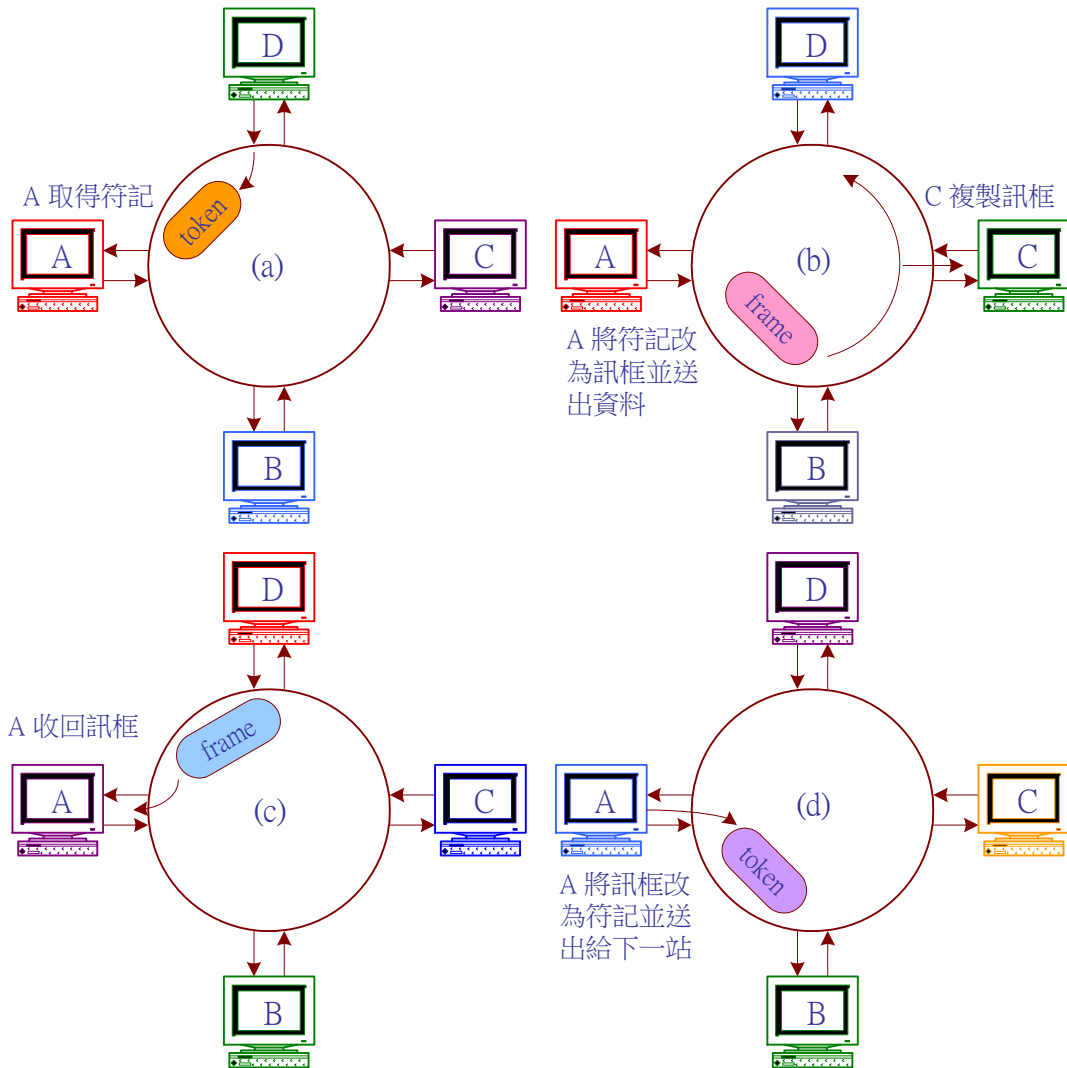 D
A 取得符記
token
A
(a)
C
B
D
C 複製訊框
A
(b)
C
frame
A 將符記改
為訊框並送
出資料
B
D
A 收回訊框
frame
A
(c)
C
B
D
A
(d)
C
token
A 將訊框改
為符記並送
出給下一站
B